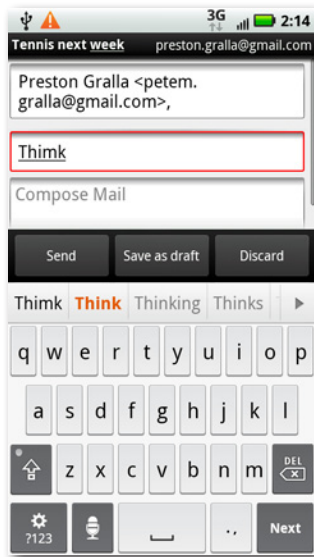 3G 2:14
Tennis next week preston.gralla@gmail.com
Preston Gralla <petem.
gralla@gmail.com>,
Thimk
Compose Mail
Send Save as draft Discard
Thimk Think Thinking Thinks
q w e r t y u i o p
a s d f g h j k l
z x c v b n m DEL
?123 ., Next